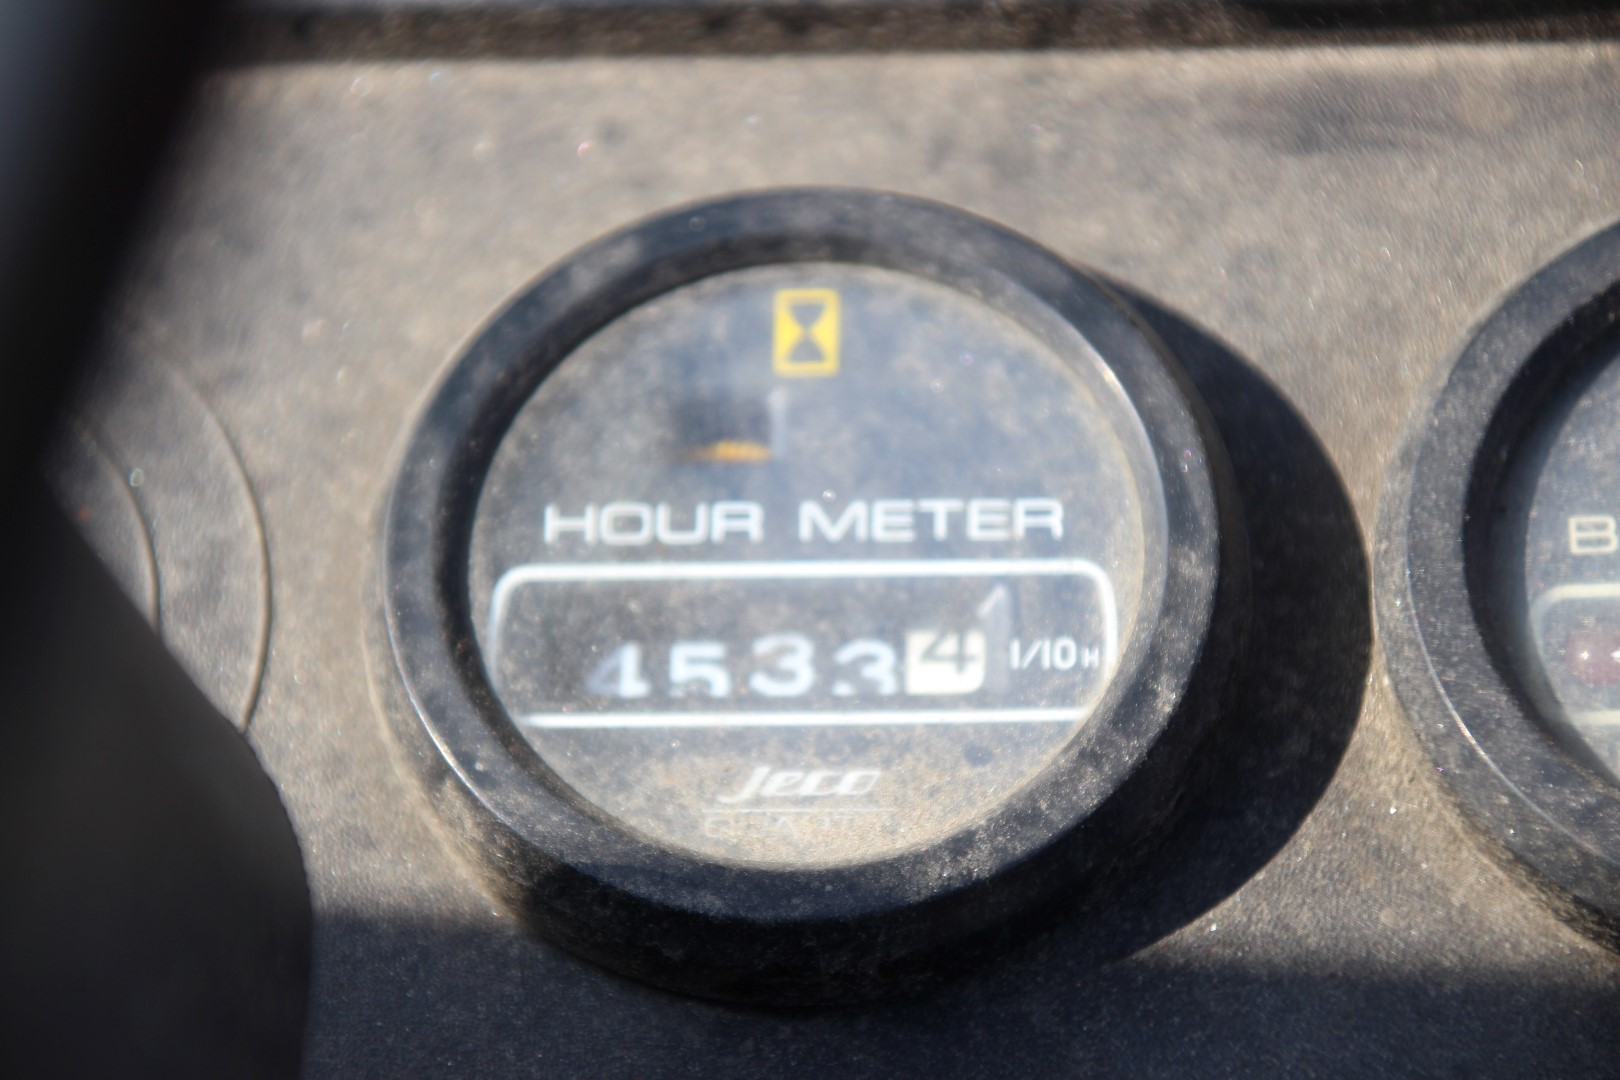 HOUR METER
45334 1/10H
B
Jeco